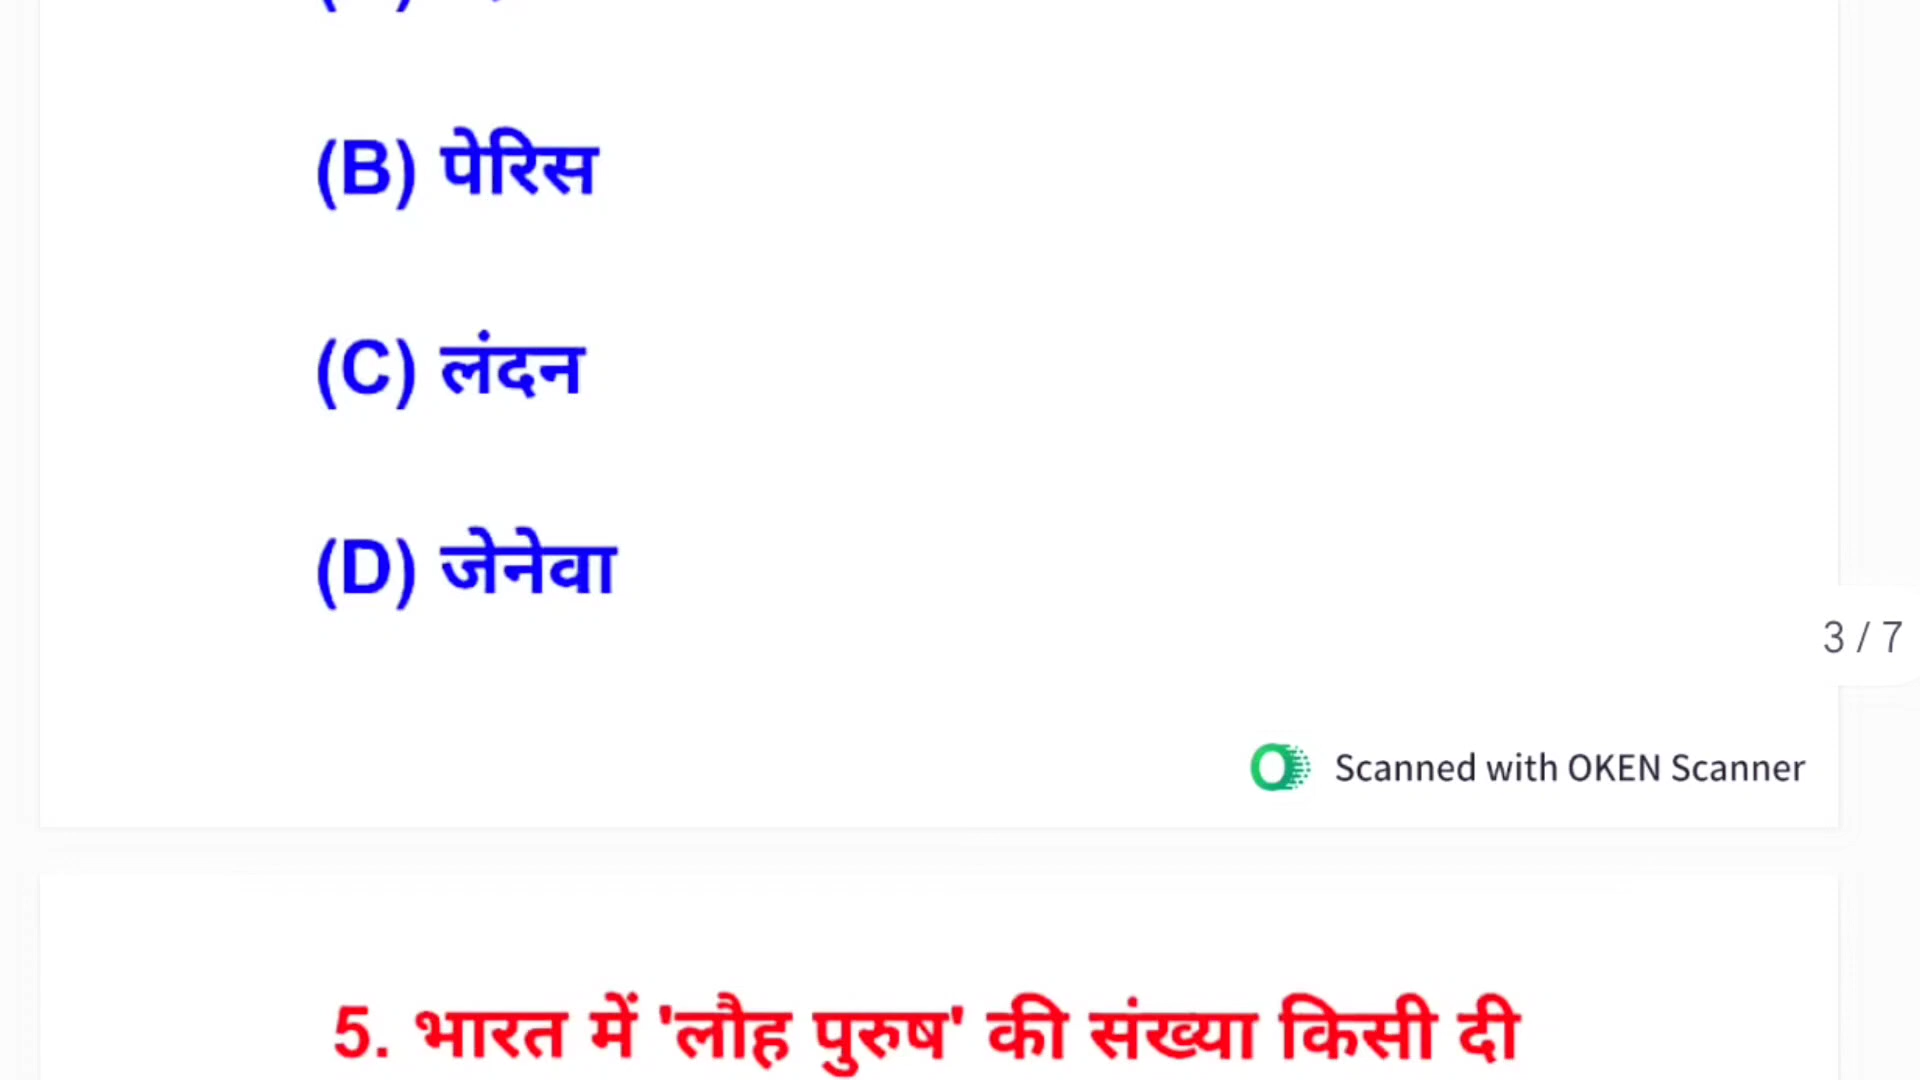 (B) पेरिस
(C) लंदन
(D) जेनेवा
3 / 7
Scanned with OKEN Scanner
5. भारत में 'लौह पुरुष' की संख्या किसी दी